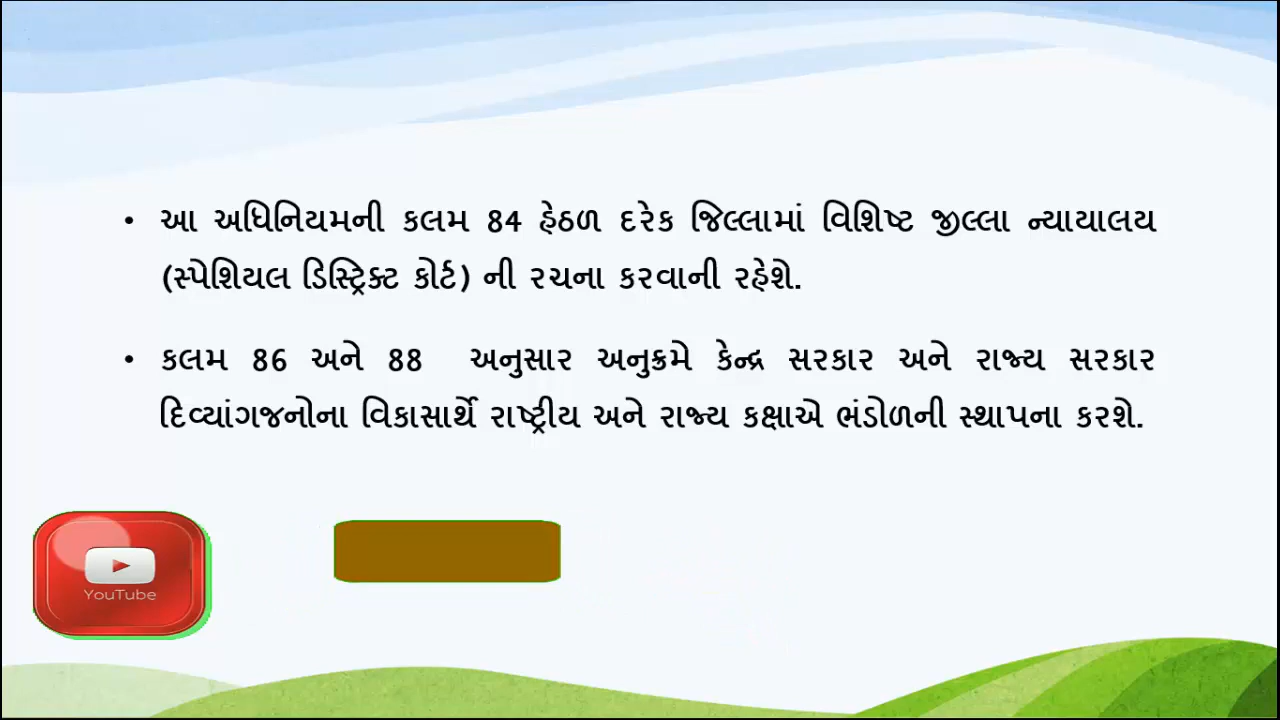 • આ અધિનિયમની કલમ 84 હેઠળ દરેક જિલ્લામાં વિશિષ્ટ જીલ્લા ન્યાયાલય
(સ્પેશિયલ ડિસ્ટ્રિક્ટ કોર્ટ) ની રચના કરવાની રહેશે.
• કલમ 86 અને 88 અનુસાર અનુક્રમે કેન્દ્ર સરકાર અને રાજ્ય સરકાર
દિવ્યાંગજનોના વિકાસાર્થે રાષ્ટ્રીય અને રાજ્ય કક્ષાએ ભંડોળની સ્થાપના કરશે.
YouTube